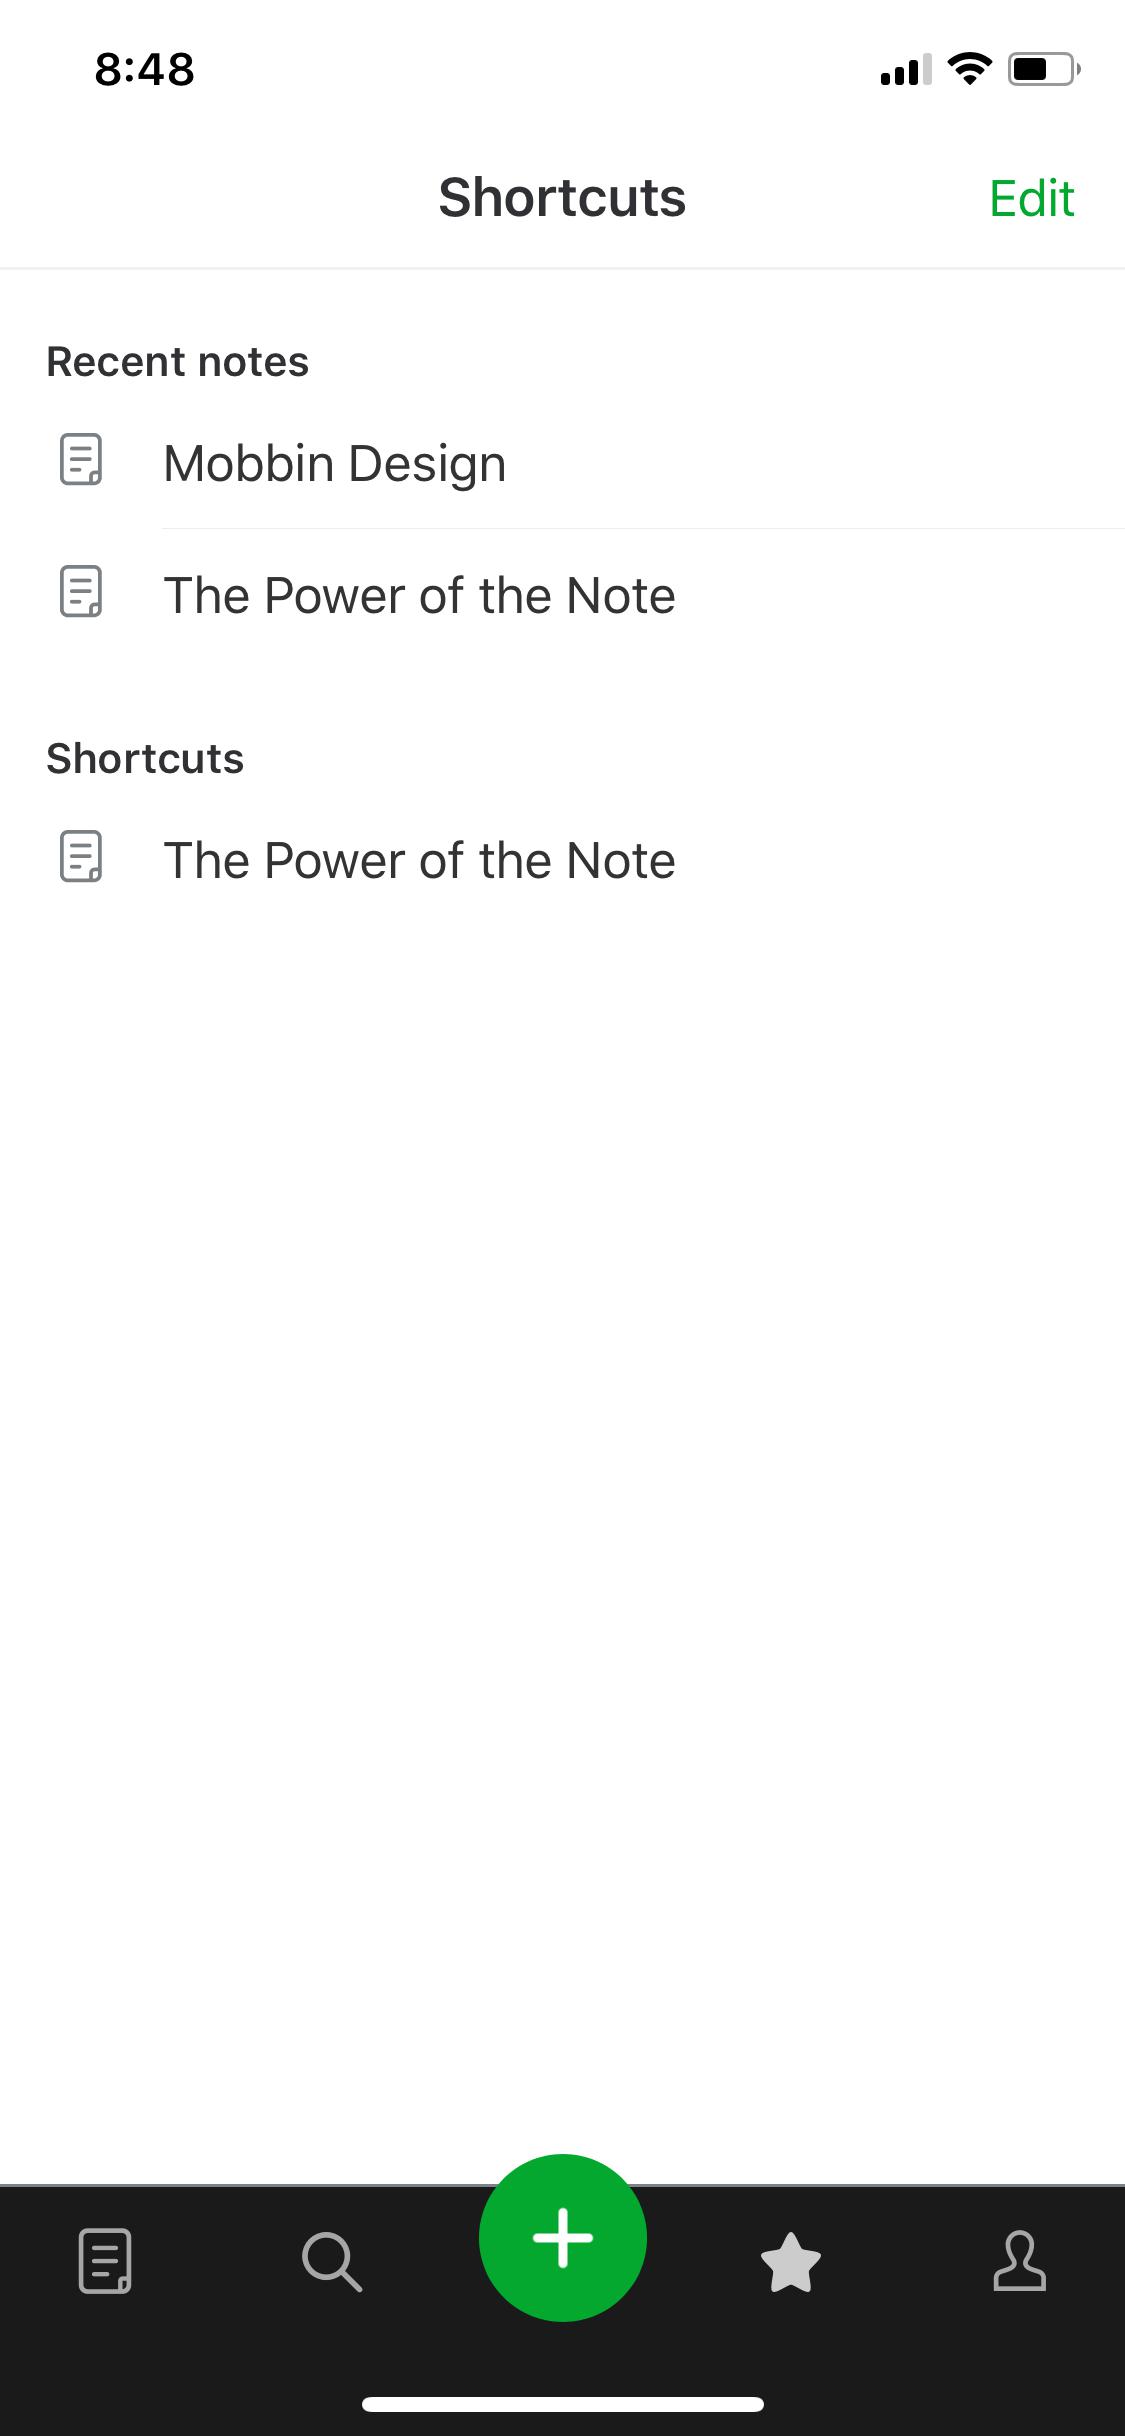 8:48
Shortcuts
Edit
Recent notes
Mobbin Design
The Power of the Note
Shortcuts
The Power of the Note